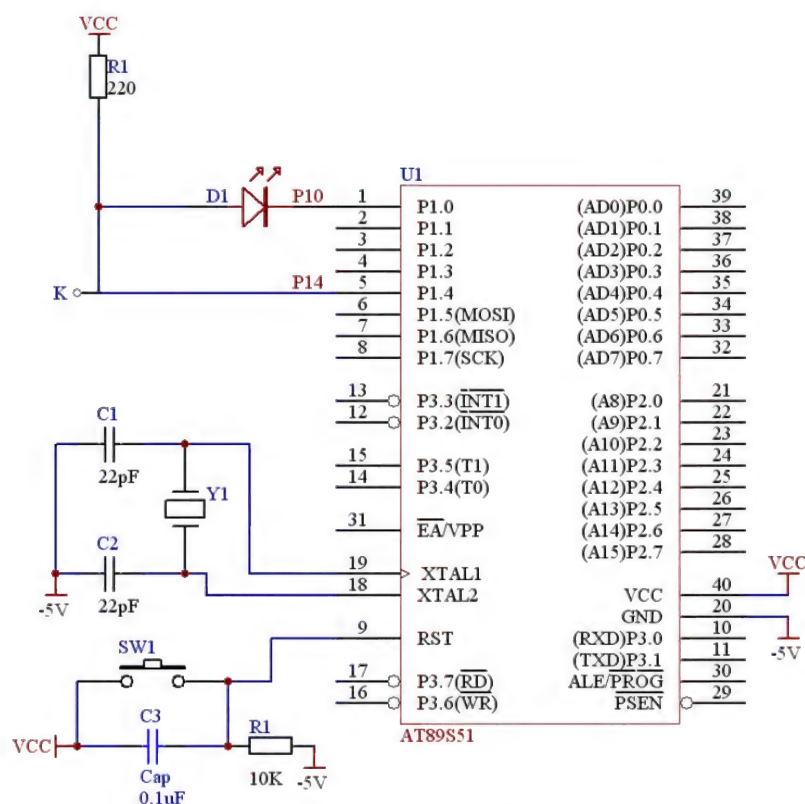 VCC
R1
220
U1
D1
P10
1
P1.0
(AD0)P0.0
39
2
P1.1
(AD1)P0.1
38
3
P1.2
(AD2)P0.2
37
4
P1.3
(AD3)P0.3
36
K
P14
5
P1.4
(AD4)P0.4
35
6
P1.5(MOSI)
(AD5)P0.5
34
7
P1.6(MISO)
(AD6)P0.6
33
8
P1.7(SCK)
(AD7)P0.7
32
13
P3.3(INT1)
(A8)P2.0
21
12
P3.2(INT0)
(A9)P2.1
22
(A10)P2.2
23
C1
22pF
15
P3.5(T1)
(A11)P2.3
24
14
P3.4(T0)
(A12)P2.4
25
Y1
(A13)P2.5
26
31
EA/VPP
(A14)P2.6
27
(A15)P2.7
28
C2
22pF
-5V
19
XTAL1
18
XTAL2
VCC
40
VCC
GND
20
-5V
9
RST
(RXD)P3.0
10
SW1
(TXD)P3.1
11
17
P3.7(RD)
ALE/PROG
30
16
P3.6(WR)
PSEN
29
C3
R1
AT89S51
VCC
Cap
0.1uF
10K
-5V